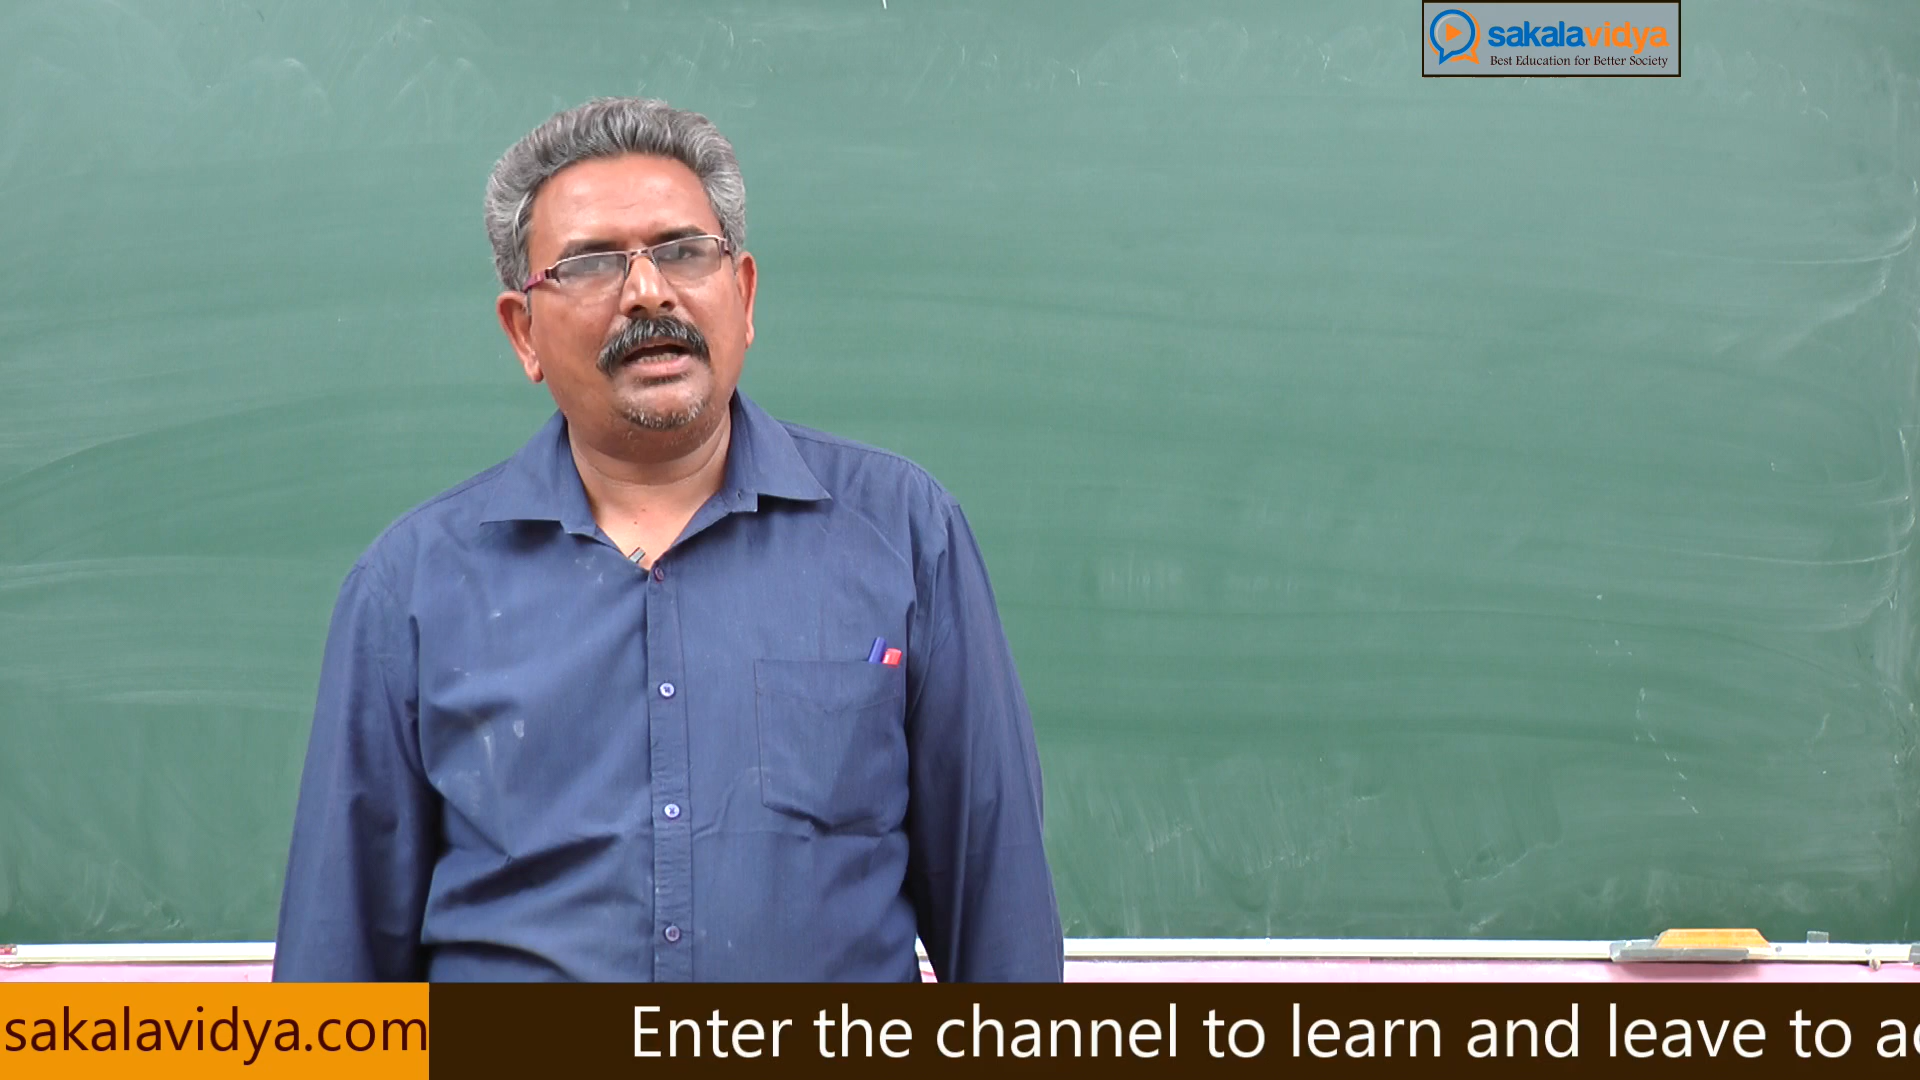 sakalavidya
Best Education for Better Society
sakalavidya.com
Enter the channel to learn and leave to